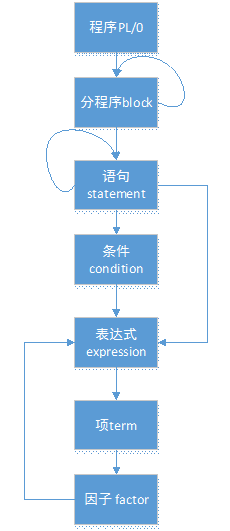 程序PL/0
分程序block
语句
statement
条件
condition
表达式
expression
项term
因子 factor